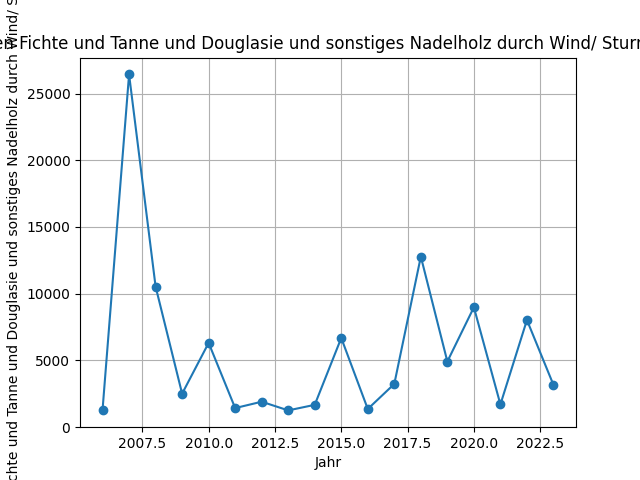 en Fichte und Tanne und Douglasie und sonstiges Nadelholz durch Wind/ Stur
chte und Tanne und Douglasie und sonstiges Nadelholz durch Wind/ S
25000
20000
15000
10000
5000
0
2007.5 2010.0 2012.5 2015.0 2017.5 2020.0 2022.5
Jahr